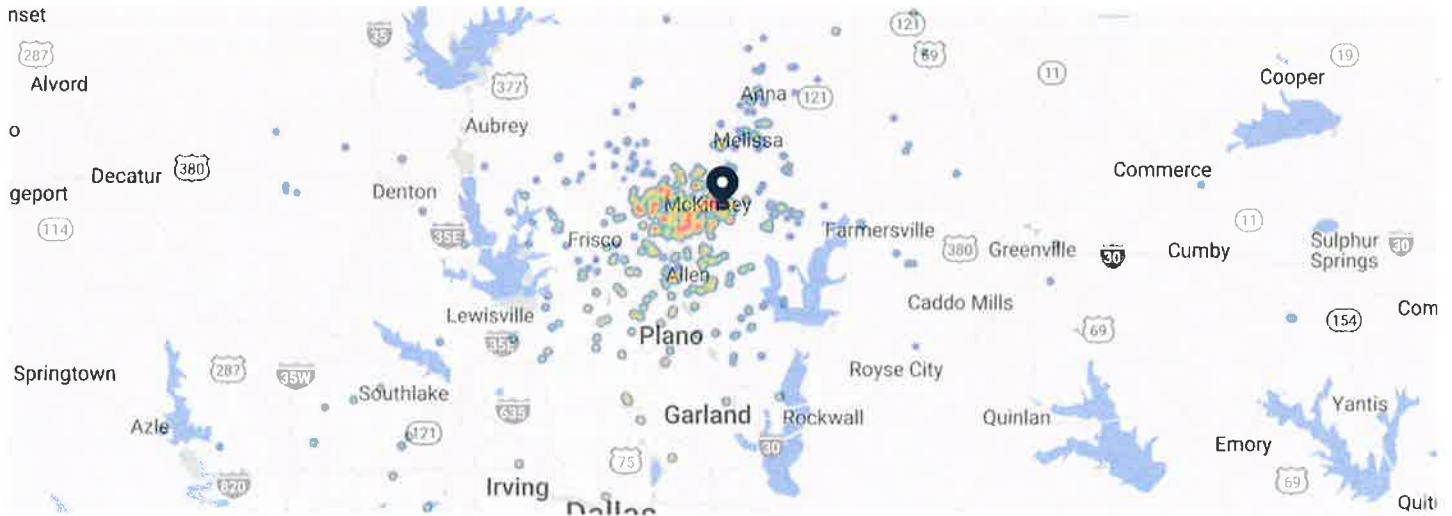 nset
121
19
35
69
287
11
Cooper
377
Alvord
Anna
121
Aubrey
o
Melissa
Decatur
380
Commerce
Denton
geport
McKinney
11
114
Farmersville
35E
Frisco
380
Greenville
30
Cumby
Sulphur
Springs
30
Allen
Caddo Mills
Lewisville
Com
154
Plano
69
35E
Royse City
Springtown
287
35W
Southlake
635
Garland
Rockwall
Quinlan
Yantis
Azle
121
30
Emory
75
820
Irving
69
Dallas
Quit